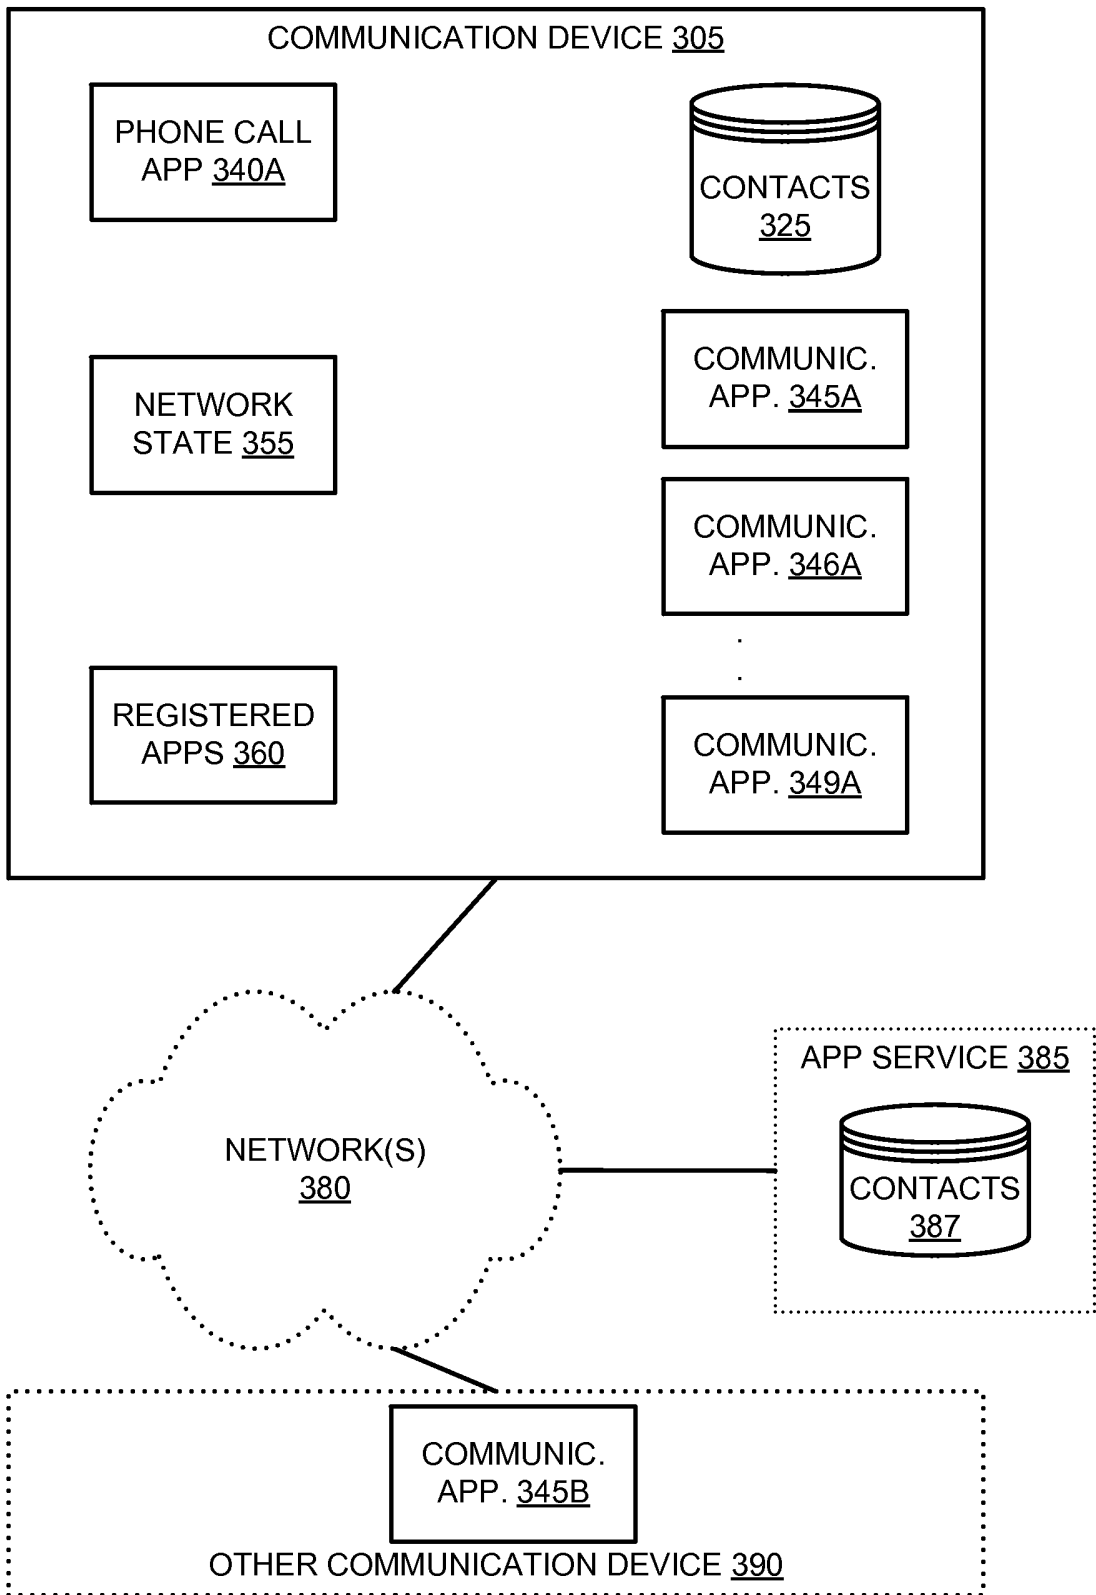 COMMUNICATION DEVICE 305
PHONE CALL
APP 340A
CONTACTS
325
NETWORK
STATE 355
COMMUNIC.
APP. 345A
COMMUNIC.
APP. 346A
.
.
REGISTERED
APPS 360
COMMUNIC.
APP. 349A
NETWORK(S)
380
APP SERVICE 385
CONTACTS
387
COMMUNIC.
APP. 345B
OTHER COMMUNICATION DEVICE 390